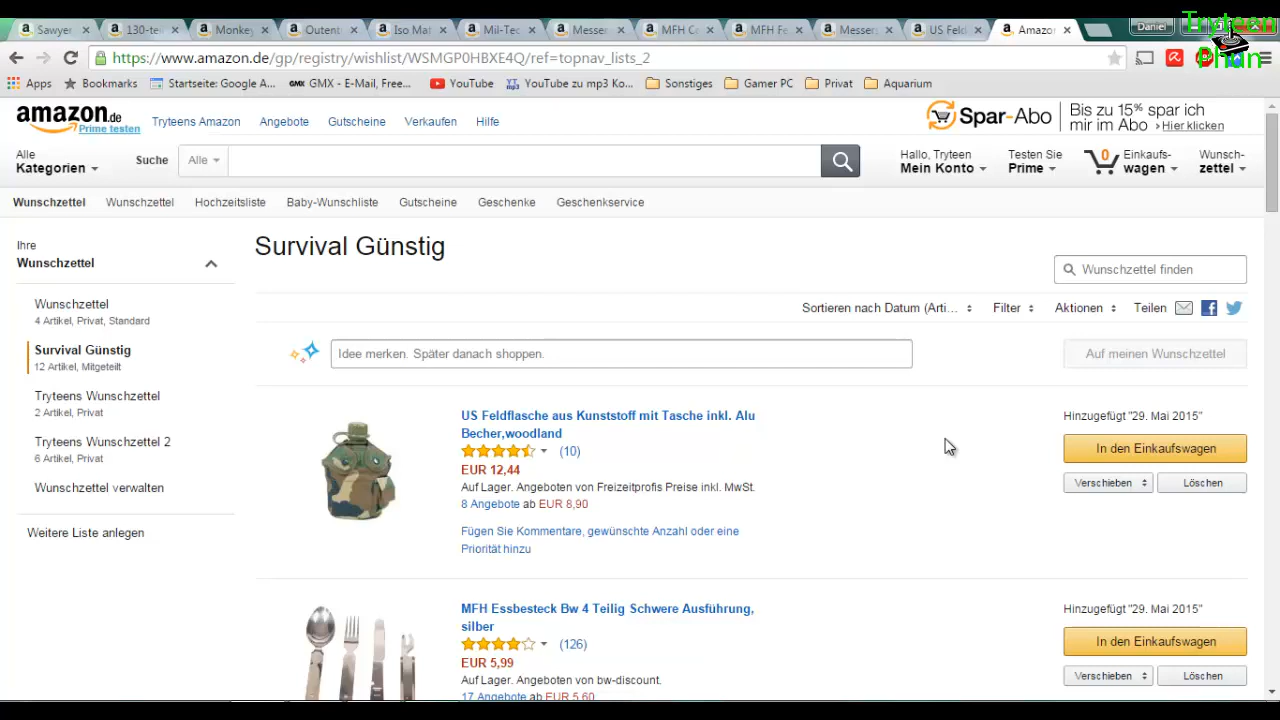 Sawye
130-te
Monke
Outent
Iso Mat
Mil-Tec
Messe
MFH C
MFH Fa
Messer
US Feld
Amazo
Daniel
Tryteen
Phun
https://www.amazon.de/gp/registry/wishlist/WSMGP0HBXE4Q/ref=topnav_lists_2
Apps
Bookmarks
Startseite: Google A...
GMX GMX - E-Mail, Free...
YouTube
YouTube zu mp3 Ko...
Sonstiges
Gamer PC
Privat
Aquarium
amazon.de
Prime testen
Tryteens Amazon
Angebote
Gutscheine
Verkaufen
Hilfe
Spar-Abo
Bis zu 15% spar ich
mir im Abo
› Hier klicken
Alle
Kategorien
Suche
Alle
Hallo, Tryteen
Mein Konto
Testen Sie
Prime
0
Einkaufs-
wagen
Wunsch-
zettel
Wunschzettel
Wunschzettel
Hochzeitsliste
Baby-Wunschliste
Gutscheine
Geschenke
Geschenkservice
Ihre
Wunschzettel
Wunschzettel
4 Artikel, Privat, Standard
Survival Günstig
12 Artikel, Mitgeteilt
Tryteens Wunschzettel
2 Artikel, Privat
Tryteens Wunschzettel 2
6 Artikel, Privat
Wunschzettel verwalten
Weitere Liste anlegen
Survival Günstig
Wunschzettel finden
Sortieren nach Datum (Arti...
Filter
Aktionen
Teilen
Idee merken. Später danach shoppen.
Auf meinen Wunschzettel
US Feldflasche aus Kunststoff mit Tasche inkl. Alu
Becher,woodland
(10)
EUR 12,44
Auf Lager. Angeboten von Freizeitprofis Preise inkl. MwSt.
8 Angebote ab EUR 8,90
Fügen Sie Kommentare, gewünschte Anzahl oder eine
Priorität hinzu
Hinzugefügt "29. Mai 2015"
In den Einkaufswagen
Verschieben
Löschen
MFH Essbesteck Bw 4 Teilig Schwere Ausführung,
silber
(126)
EUR 5,99
Auf Lager. Angeboten von bw-discount.
17 Angebote ab EUR 5,60
Hinzugefügt "29. Mai 2015"
In den Einkaufswagen
Verschieben
Löschen